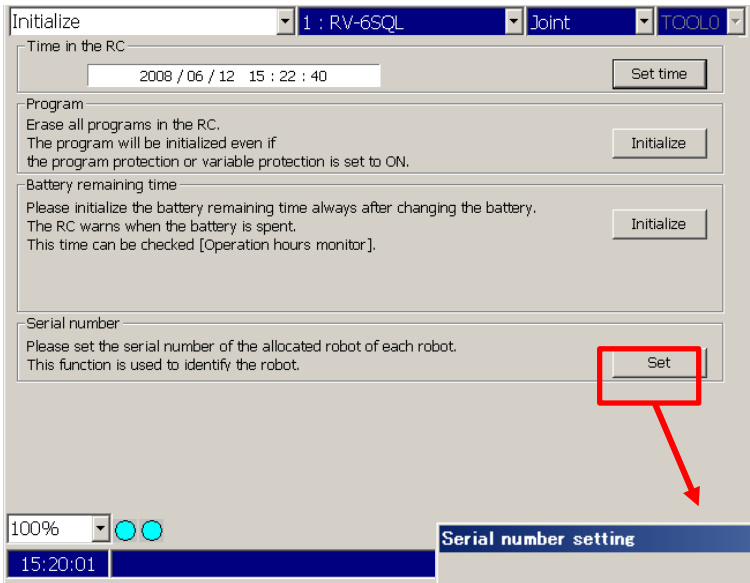 Initialize 1 : RV-6SQL Joint TOOL0
Time in the RC
2008 / 06 / 12 15 : 22 : 40 Set time
Program
Erase all programs in the RC.
The program will be initialized even if Initialize
the program protection or variable protection is set to ON.
Battery remaining time
Please initialize the battery remaining time always after changing the battery.
The RC warns when the battery is spent. Initialize
This time can be checked [Operation hours monitor].
Serial number
Please set the serial number of the allocated robot of each robot.
This function is used to identify the robot. Set
100%
Serial number setting
15:20:01